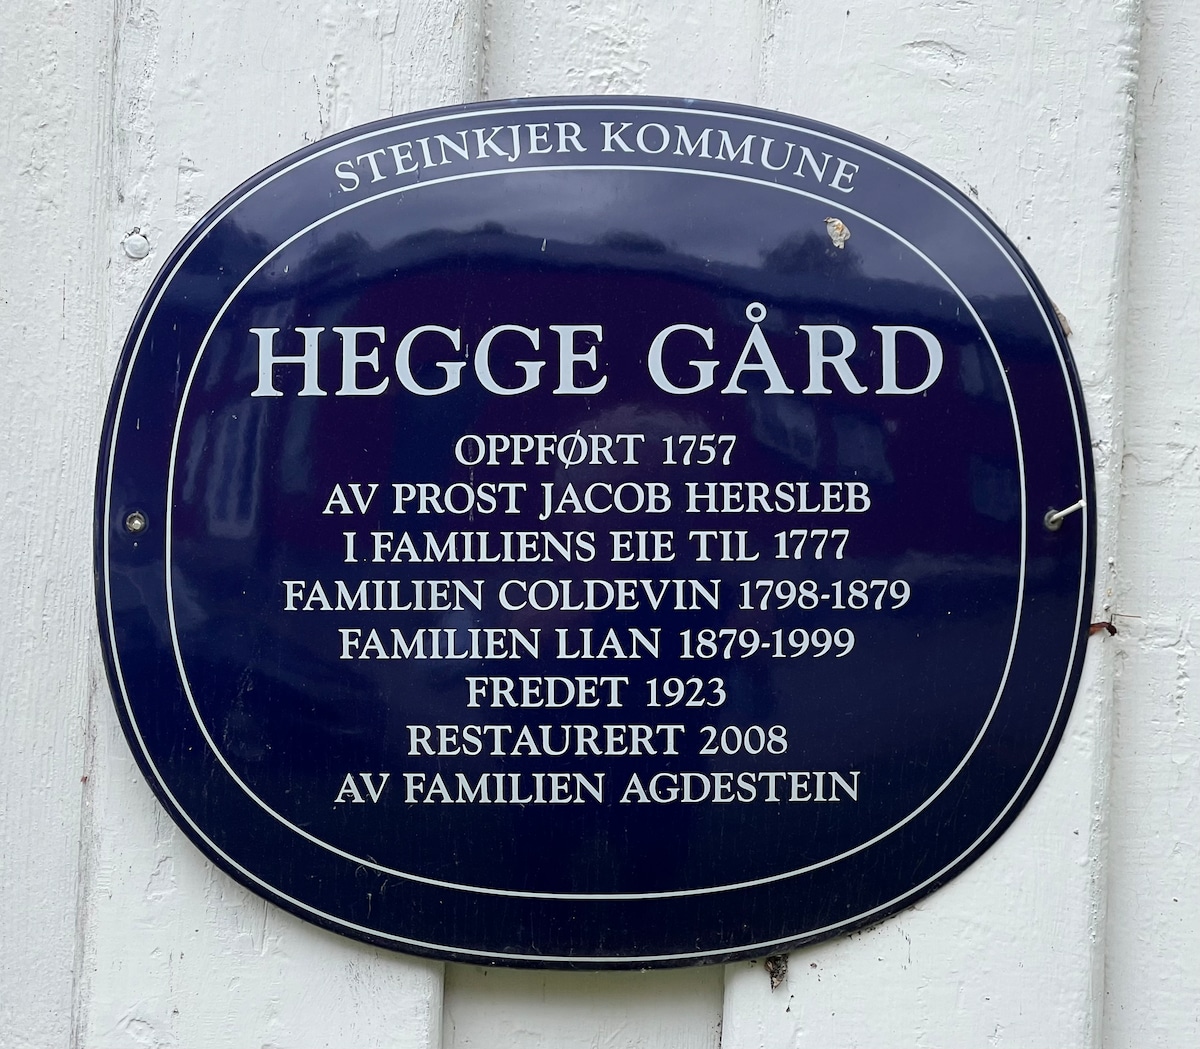 STEINKJER KOMMUNE
HEGGE GÅRD
OPPFØRT 1757
AV PROST JACOB HERSLEB
I FAMILIENS EIE TIL 1777
FAMILIEN COLDEVIN 1798-1879
FAMILIEN LIAN 1879-1999
FREDET 1923
RESTAURERT 2008
AV FAMILIEN AGDESTEIN